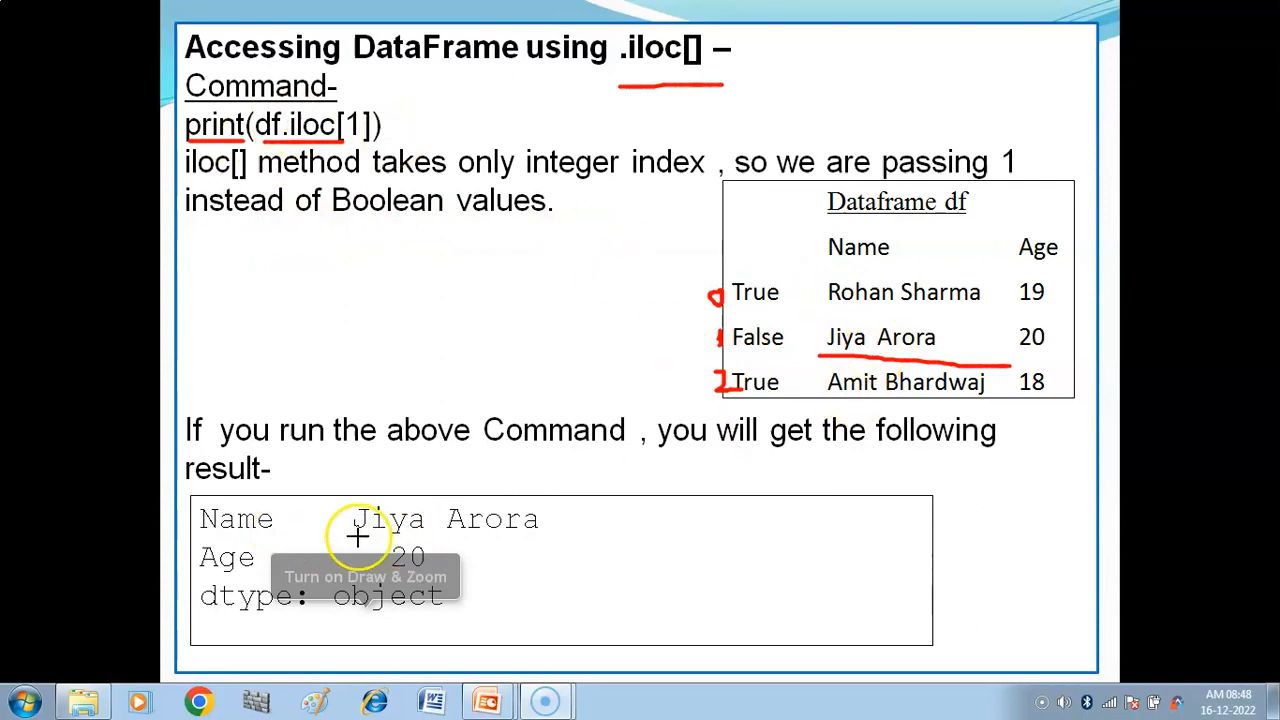 Accessing DataFrame using .iloc[] –
Command-
print(df.iloc[1])
iloc[] method takes only integer index , so we are passing 1
instead of Boolean values.
Dataframe df
Name Age
0 True Rohan Sharma 19
1 False Jiya Arora 20
2 True Amit Bhardwaj 18
If you run the above Command , you will get the following
result-
Name Jiya Arora
Age 20
Turn on Draw & Zoom
dtype: object
AM 08:48
16-12-2022